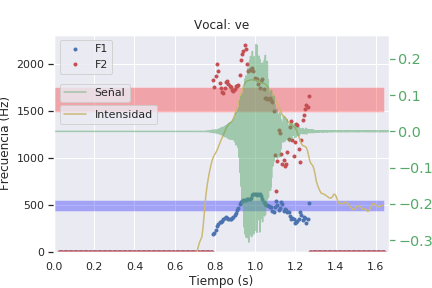 Vocal: ve
F1
F2
Señal
Intensidad
Frecuencia (Hz)
2000
1500
1000
500
0
0.2
0.1
0.0
−0.1
−0.2
−0.3
0.0 0.2 0.4 0.6 0.8 1.0 1.2 1.4 1.6
Tiempo (s)